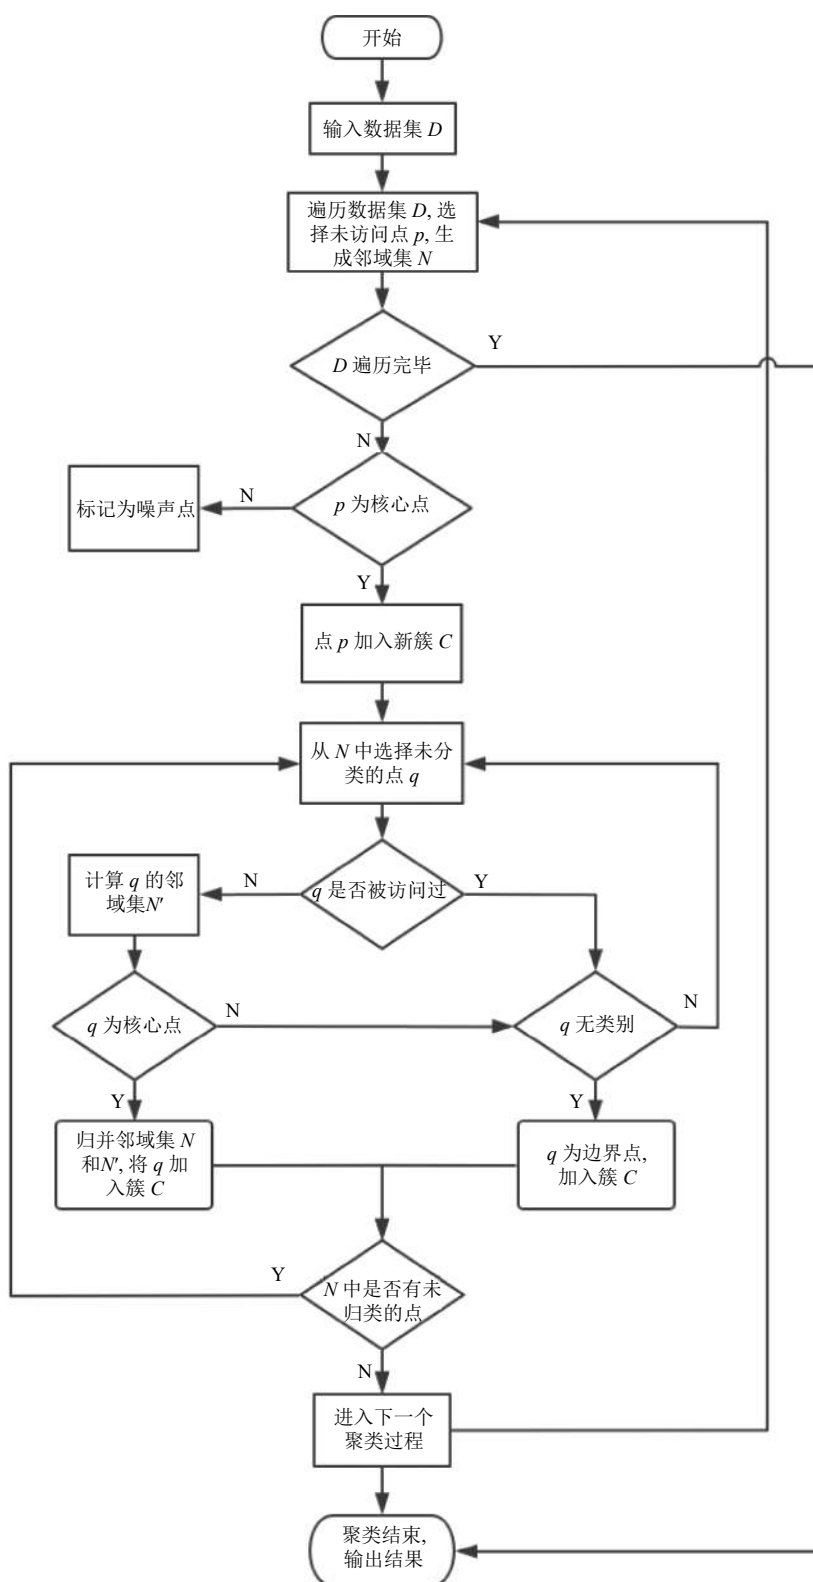 开始
输入数据集 D
遍历数据集 D, 选
择未访问点 p, 生
成邻域集 N
Y
D 遍历完毕
N
标记为噪声点
N
p 为核心点
Y
点 p 加入新簇 C
从 N 中选择未分
类的点 q
计算 q 的邻
域集N′
N
q 是否被访问过
Y
q 为核心点
N
q 无类别
N
Y
Y
归并邻域集 N
和N′, 将 q 加
入簇 C
q 为边界点,
加入簇 C
Y
N 中是否有未
归类的点
N
进入下一个
聚类过程
聚类结束,
输出结果